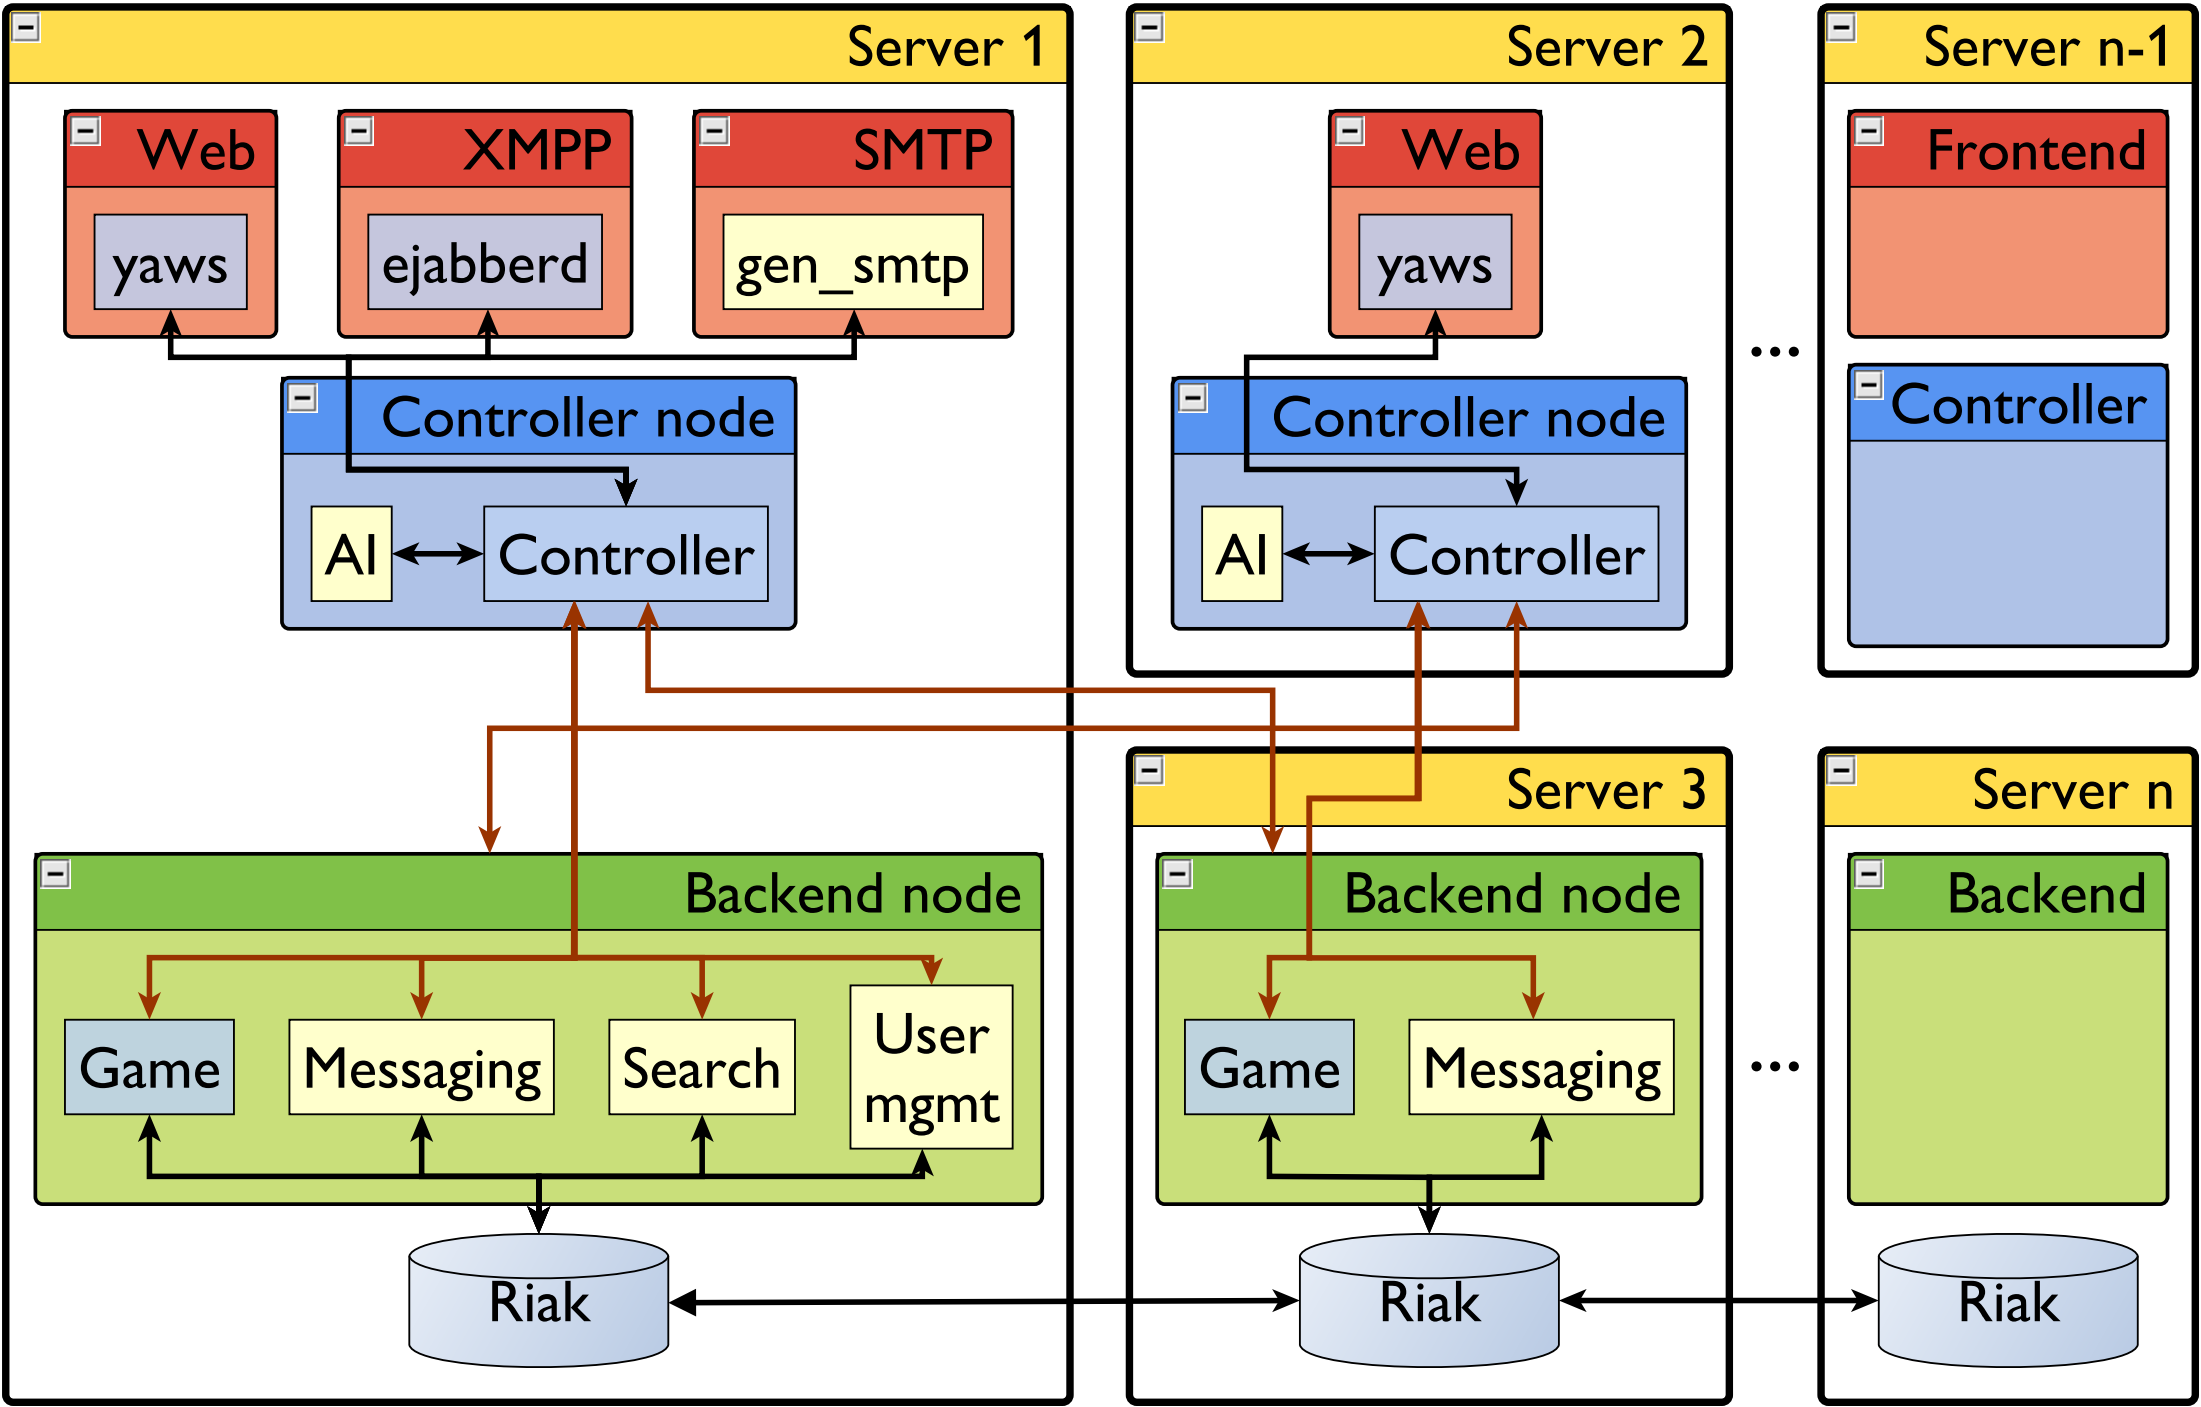 Server 1
Web
XMPP
SMTP
yaws
ejabberd
gen_smtp
Controller node
AI
Controller
Backend node
Game
Messaging
Search
User
mgmt
Riak
Server 2
Web
yaws
Controller node
AI
Controller
Server 3
Backend node
Game
Messaging
Riak
...
Server n-1
Frontend
Controller
...
Server n
Backend
Riak